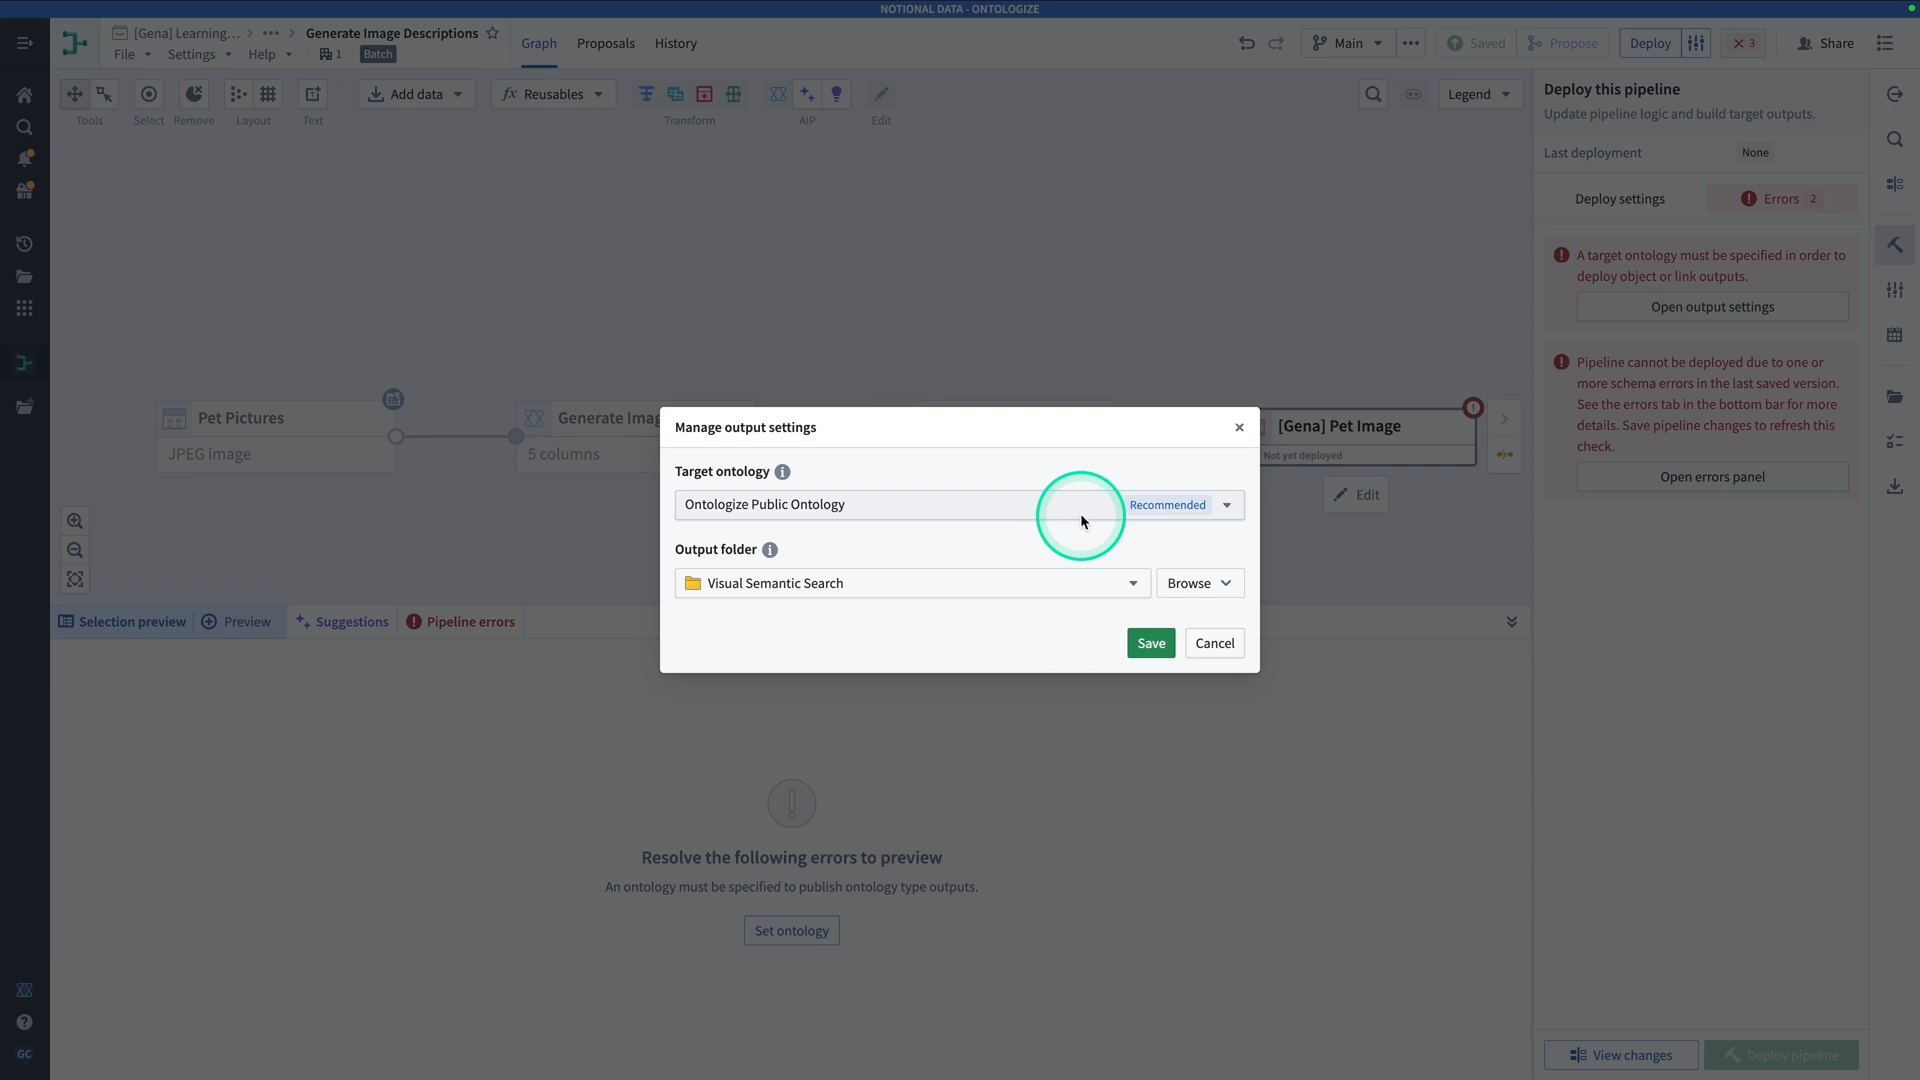 NOTIONAL DATA - ONTOLOGIZE
[Gena] Learning... > ••• > Generate Image Descriptions
File Settings Help 1 Batch
Graph Proposals History
Main Saved Propose Deploy 3 Share
Add data fx Reusables Legend
Tools Select Remove Layout Text Transform AIP Edit
Pet Pictures
JPEG image
Generate Imag
5 columns
[Gena] Pet Image
Not yet deployed
Edit
Manage output settings
Target ontology
Ontologize Public Ontology Recommended
Output folder
Visual Semantic Search Browse
Save Cancel
Selection preview Preview Suggestions Pipeline errors
Resolve the following errors to preview
An ontology must be specified to publish ontology type outputs.
Set ontology
Deploy this pipeline
Update pipeline logic and build target outputs.
Last deployment None
Deploy settings Errors 2
A target ontology must be specified in order to
deploy object or link outputs.
Open output settings
Pipeline cannot be deployed due to one or
more schema errors in the last saved version.
See the errors tab in the bottom bar for more
details. Save pipeline changes to refresh this
check.
Open errors panel
View changes Deploy pipeline
GC